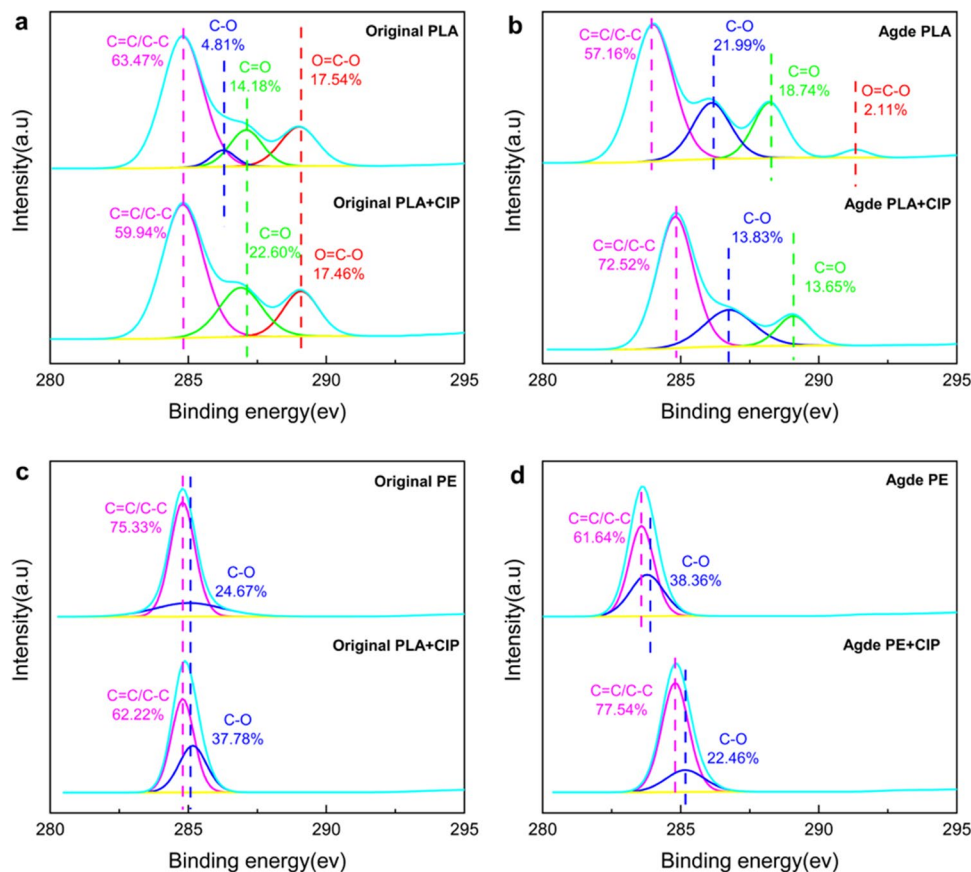 a
Original PLA
C=C/C-C
63.47%
C-O
4.81%
C=O
14.18%
O=C-O
17.54%
Original PLA+CIP
C=C/C-C
59.94%
C=O
22.60%
O=C-O
17.46%
Intensity(a.u)
280 285 290 295
Binding energy(ev)
b
Agde PLA
C=C/C-C
57.16%
C-O
21.99%
C=O
18.74%
O=C-O
2.11%
Agde PLA+CIP
C=C/C-C
72.52%
C-O
13.83%
C=O
13.65%
Intensity(a.u)
280 285 290 295
Binding energy(ev)
c
Original PE
C=C/C-C
75.33%
C-O
24.67%
Original PLA+CIP
C=C/C-C
62.22%
C-O
37.78%
Intensity(a.u)
280 285 290 295
Binding energy(ev)
d
Agde PE
C=C/C-C
61.64%
C-O
38.36%
Agde PE+CIP
C=C/C-C
77.54%
C-O
22.46%
Intensity(a.u)
280 285 290 295
Binding energy(ev)